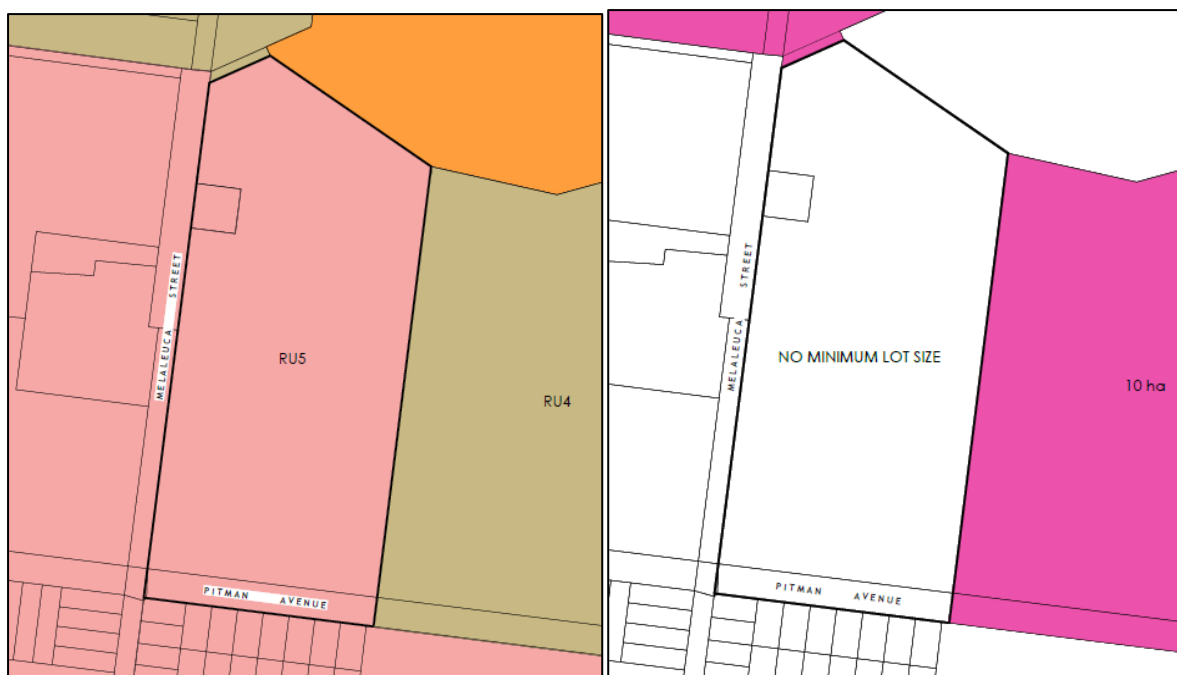 MELALEUCA STREET
RU5
RU4
PITMAN AVENUE
MELALEUCA STREET
NO MINIMUM LOT SIZE
10 ha
PITMAN AVENUE